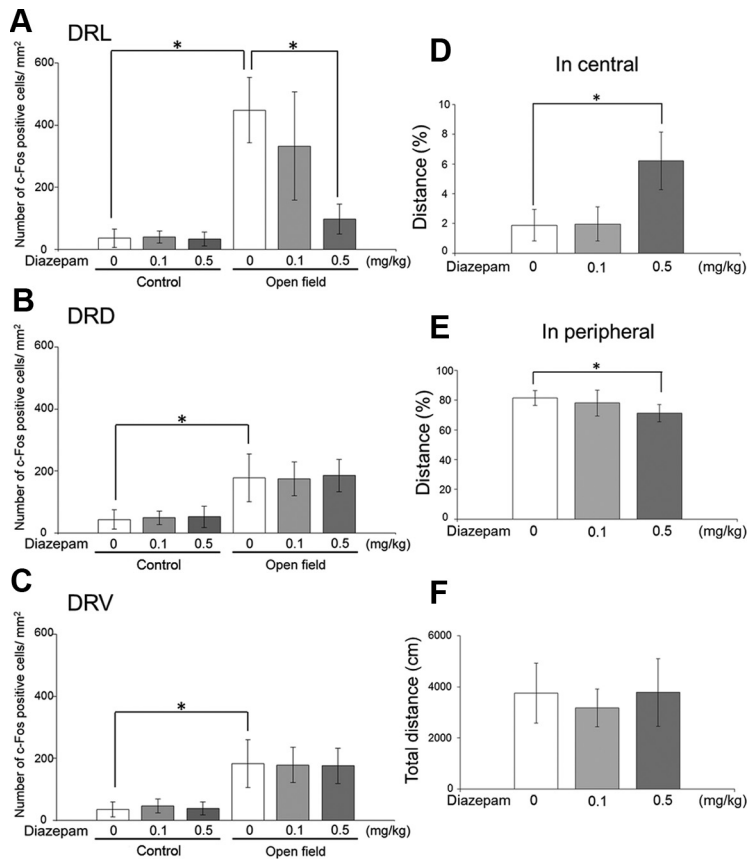 A
DRL
Number of c-Fos positive cells/ mm²
600
400
200
0
*
*
Diazepam 0 0.1 0.5 0 0.1 0.5 (mg/kg)
Control Open field
B
DRD
Number of c-Fos positive cells/ mm²
600
400
200
0
*
Diazepam 0 0.1 0.5 0 0.1 0.5 (mg/kg)
Control Open field
C
DRV
Number of c-Fos positive cells/ mm²
600
400
200
0
*
Diazepam 0 0.1 0.5 0 0.1 0.5 (mg/kg)
Control Open field
D
In central
Distance (%)
10
8
6
4
2
0
*
Diazepam 0 0.1 0.5 (mg/kg)
E
In peripheral
Distance (%)
100
80
60
40
20
0
*
Diazepam 0 0.1 0.5 (mg/kg)
F
Total distance (cm)
6000
4000
2000
0
Diazepam 0 0.1 0.5 (mg/kg)